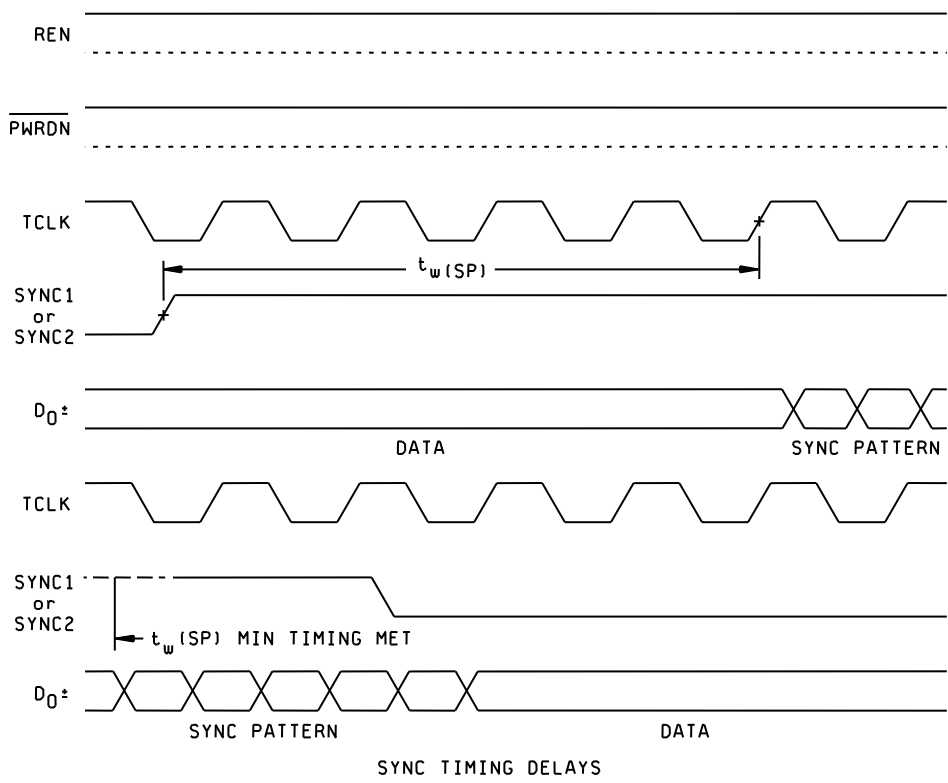 REN
PWRDN
TCLK
tw(SP)
SYNC1
or
SYNC2
DO±
DATA SYNC PATTERN
TCLK
SYNC1
or
SYNC2
tw(SP) MIN TIMING MET
DO±
SYNC PATTERN DATA
SYNC TIMING DELAYS